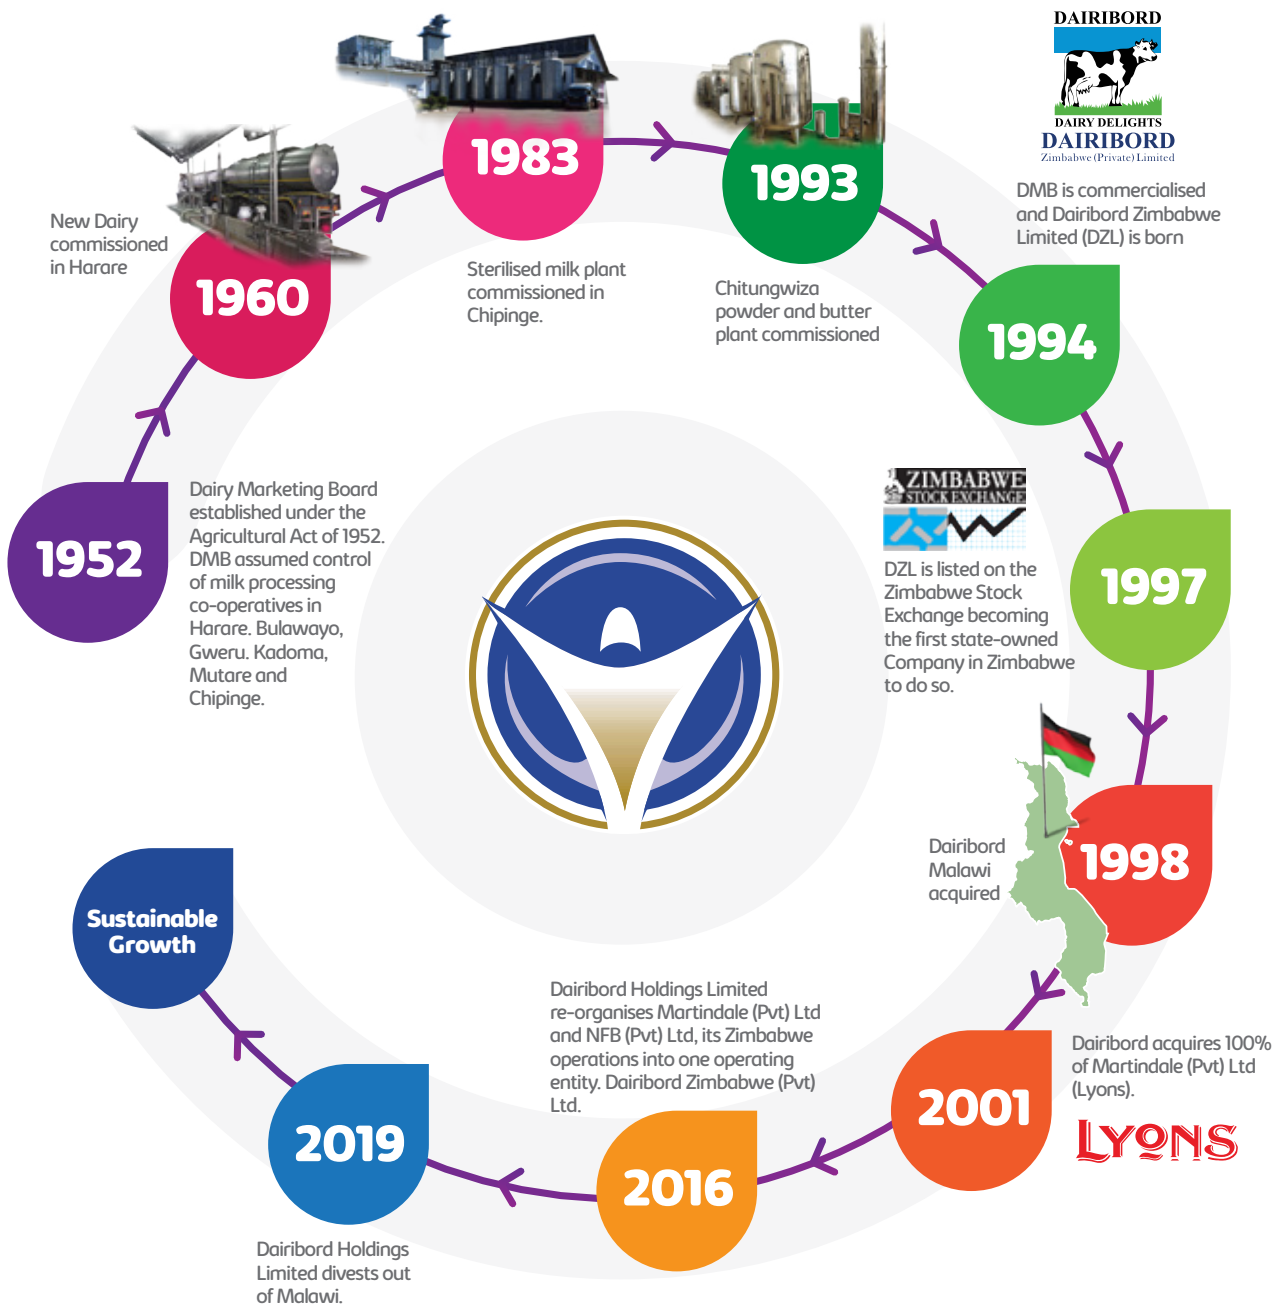 1952
Dairy Marketing Board
established under the
Agricultural Act of 1952.
DMB assumed control
of milk processing
co-operatives in
Harare. Bulawayo,
Gweru. Kadoma,
Mutare and
Chipinge.
New Dairy
commissioned
in Harare
1960
1983
Sterilised milk plant
commissioned in
Chipinge.
1993
Chitungwiza
powder and butter
plant commissioned
DAIRIBORD
DAIRY DELIGHTS
DAIRIBORD
Zimbabwe (Private) Limited
DMB is commercialised
and Dairibord Zimbabwe
Limited (DZL) is born
1994
ZIMBABWE
STOCK EXCHANGE
DZL is listed on the
Zimbabwe Stock
Exchange becoming
the first state-owned
Company in Zimbabwe
to do so.
1997
Dairibord
Malawi
acquired
1998
2001
Dairibord acquires 100%
of Martindale (Pvt) Ltd
(Lyons).
LYONS
Dairibord Holdings Limited
re-organises Martindale (Pvt) Ltd
and NFB (Pvt) Ltd, its Zimbabwe
operations into one operating
entity. Dairibord Zimbabwe (Pvt)
Ltd.
2016
2019
Dairibord Holdings
Limited divests out
of Malawi.
Sustainable
Growth